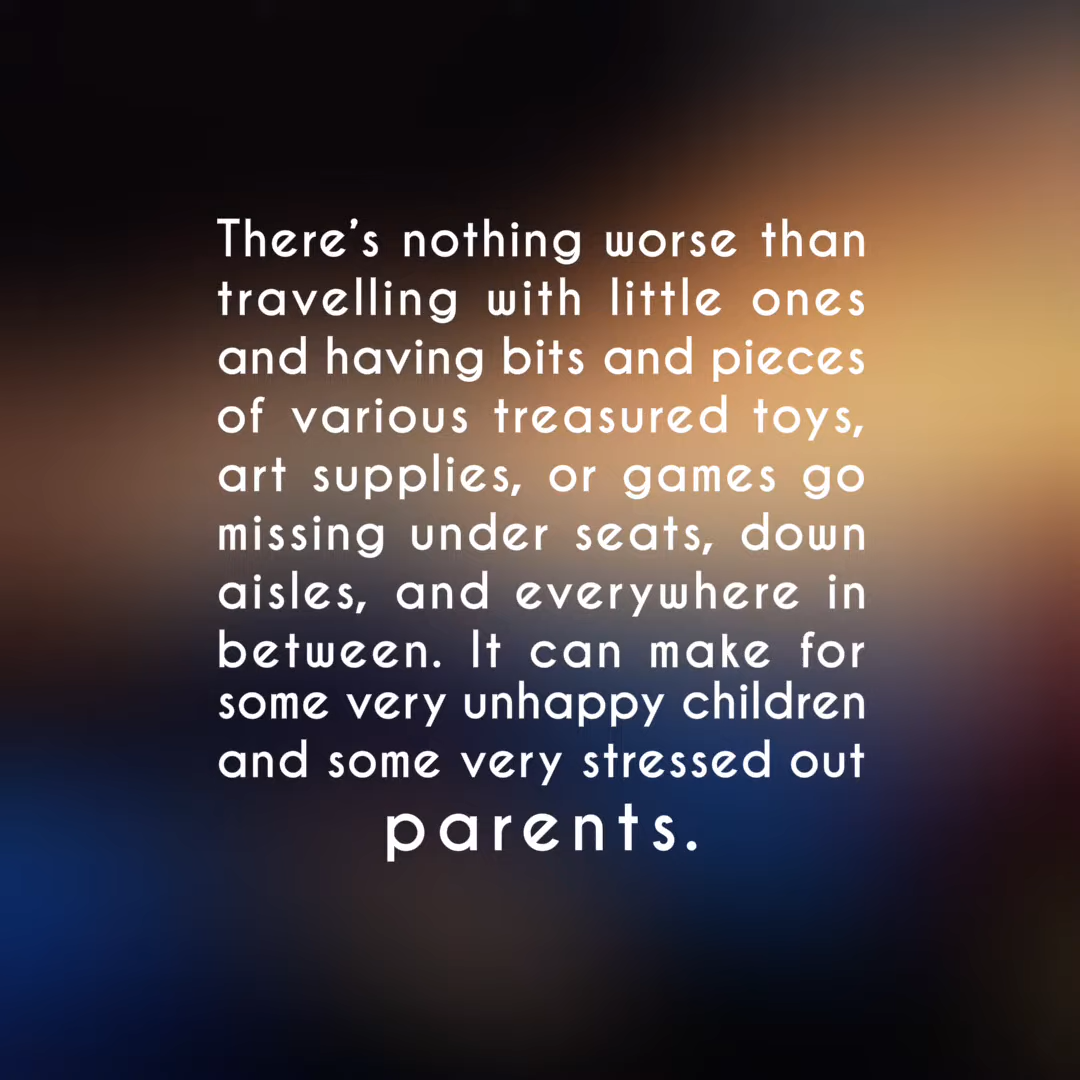 There's nothing worse than
travelling with little ones
and having bits and pieces
of various treasured toys,
art supplies, or games go
missing under seats, down
aisles, and everywhere in
between. It can make for
some very unhappy children
and some very stressed out
parents.